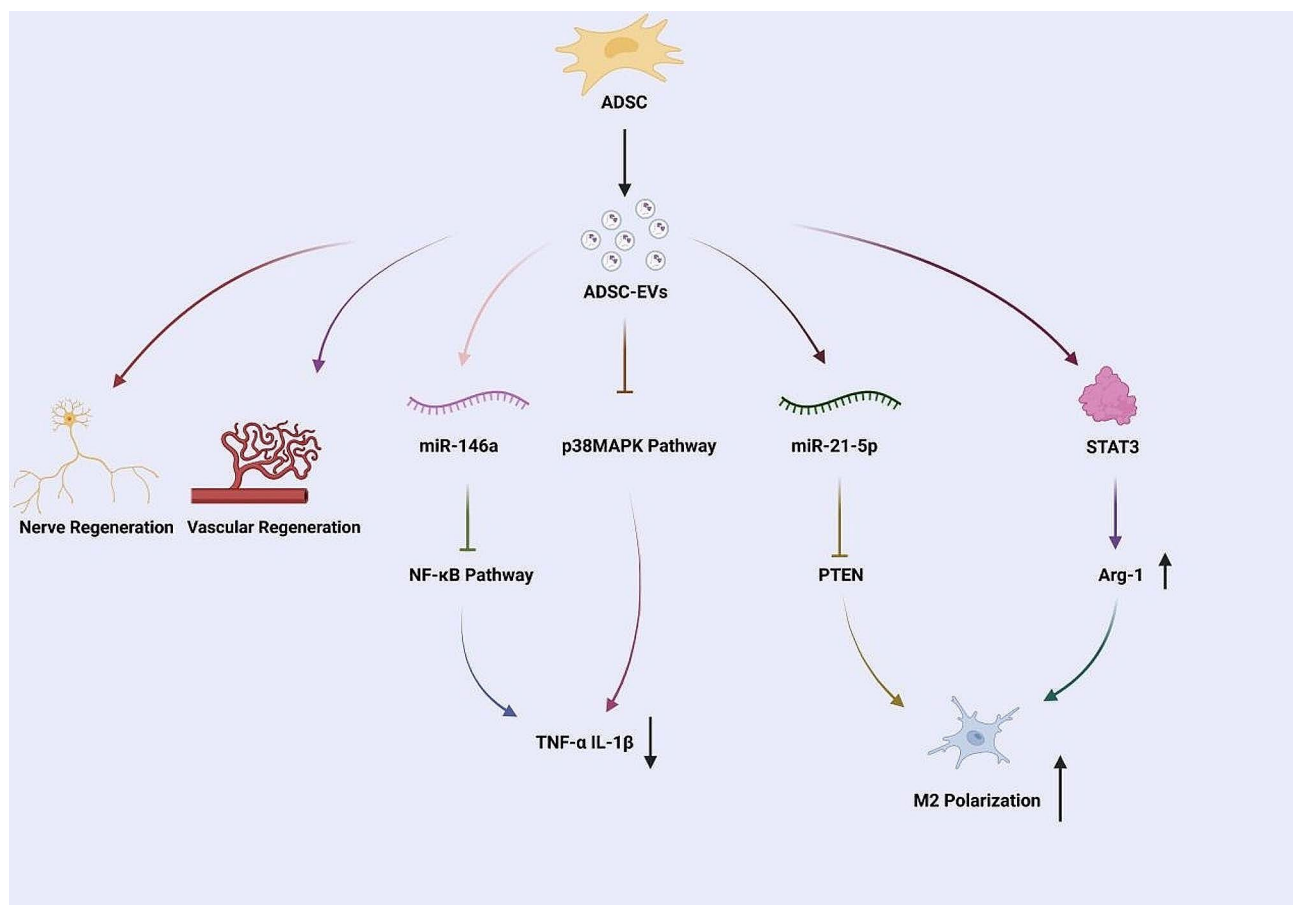 ADSC
ADSC-EVs
miR-146a
p38MAPK Pathway
miR-21-5p
STAT3
Nerve Regeneration
Vascular Regeneration
NF-κB Pathway
PTEN
Arg-1
TNF-α IL-1β
M2 Polarization